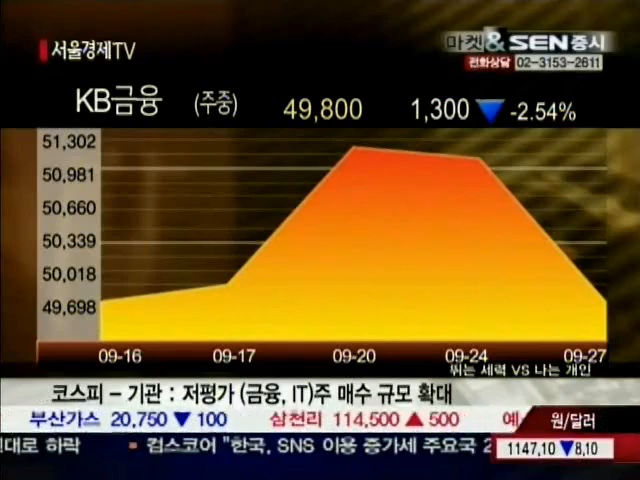 서울경제TV
마켓&SEN증시
전화상담 02-3153-2611
KB금융 (주중) 49,800 1,300▼-2.54%
51,302
50,981
50,660
50,339
50,018
49,698
09-16 09-17 09-20 09-24 09-27
뛰는 세력 VS 나는 개인
코스피 – 기관 : 저평가 (금융, IT)주 매수 규모 확대
부산가스 20,750 ▼ 100 삼천리 114,500 ▲ 500 예
원/달러
대로 하락 ▪ 컴스코어 "한국, SNS 이용 증가세 주요국 2
1147,10▼8,10